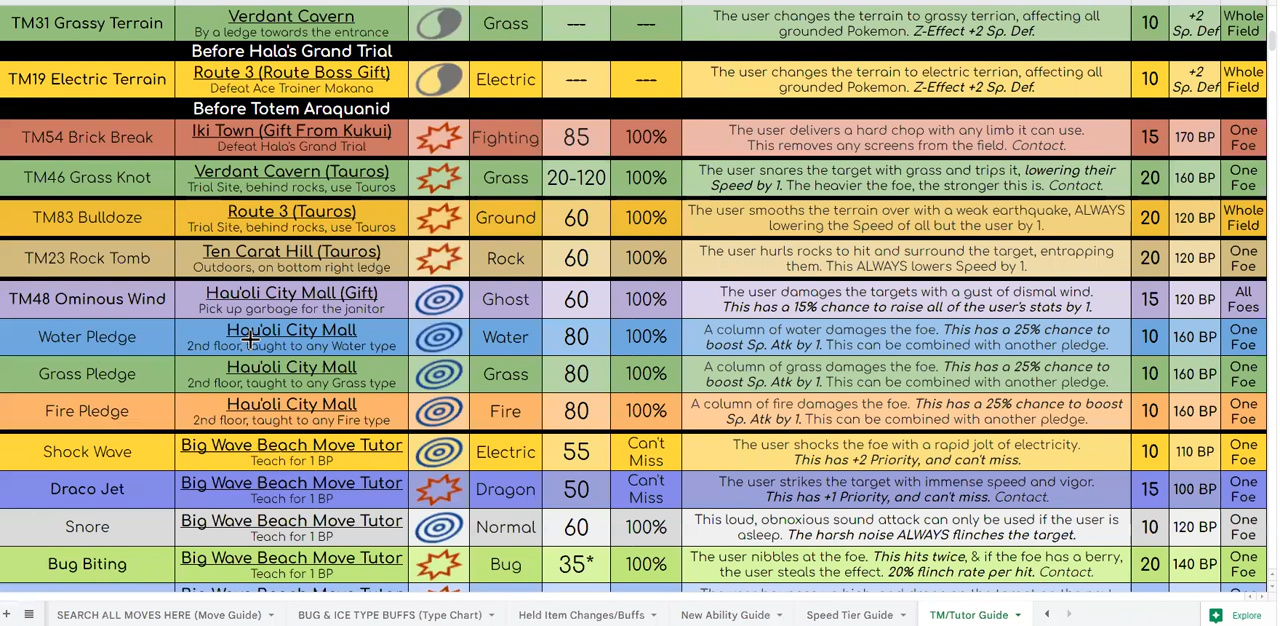 TM31 Grassy Terrain
Verdant Cavern
By a ledge towards the entrance
Grass
---
---
The user changes the terrain to grassy terrian, affecting all
grounded Pokemon. Z-Effect +2 Sp. Def.
10
+2
Sp. Def
Whole
Field
Before Hala's Grand Trial
TM19 Electric Terrain
Route 3 (Route Boss Gift)
Defeat Ace Trainer Makana
Electric
---
---
The user changes the terrain to electric terrian, affecting all
grounded Pokemon. Z-Effect +2 Sp. Def.
10
+2
Sp. Def
Whole
Field
Before Totem Araquanid
TM54 Brick Break
Iki Town (Gift From Kukui)
Defeat Hala's Grand Trial
Fighting
85
100%
The user delivers a hard chop with any limb it can use.
This removes any screens from the field. Contact.
15
170 BP
One
Foe
TM46 Grass Knot
Verdant Cavern (Tauros)
Trial Site, behind rocks, use Tauros
Grass
20-120
100%
The user snares the target with grass and trips it, lowering their
Speed by 1. The heavier the foe, the stronger this is. Contact.
20
160 BP
One
Foe
TM83 Bulldoze
Route 3 (Tauros)
Trial Site, behind rocks, use Tauros
Ground
60
100%
The user smooths the terrain over with a weak earthquake, ALWAYS
lowering the Speed of all but the user by 1.
20
120 BP
Whole
Field
TM23 Rock Tomb
Ten Carat Hill (Tauros)
Outdoors, on bottom right ledge
Rock
60
100%
The user hurls rocks to hit and surround the target, entrapping
them. This ALWAYS lowers Speed by 1.
20
120 BP
One
Foe
TM48 Ominous Wind
Hau'oli City Mall (Gift)
Pick up garbage for the janitor
Ghost
60
100%
The user damages the targets with a gust of dismal wind.
This has a 15% chance to raise all of the user's stats by 1.
15
120 BP
All
Foes
Water Pledge
Hau'oli City Mall
2nd floor, taught to any Water type
Water
80
100%
A column of water damages the foe. This has a 25% chance to
boost Sp. Atk by 1. This can be combined with another pledge.
10
160 BP
One
Foe
Grass Pledge
Hau'oli City Mall
2nd floor, taught to any Grass type
Grass
80
100%
A column of grass damages the foe. This has a 25% chance to
boost Sp. Atk by 1. This can be combined with another pledge.
10
160 BP
One
Foe
Fire Pledge
Hau'oli City Mall
2nd floor, taught to any Fire type
Fire
80
100%
A column of fire damages the foe. This has a 25% chance to boost
Sp. Atk by 1. This can be combined with another pledge.
10
160 BP
One
Foe
Shock Wave
Big Wave Beach Move Tutor
Teach for 1 BP
Electric
55
Can't
Miss
The user shocks the foe with a rapid jolt of electricity.
This has +2 Priority, and can't miss.
10
110 BP
One
Foe
Draco Jet
Big Wave Beach Move Tutor
Teach for 1 BP
Dragon
50
Can't
Miss
The user strikes the target with immense speed and vigor.
This has +1 Priority, and can't miss. Contact.
15
100 BP
One
Foe
Snore
Big Wave Beach Move Tutor
Teach for 1 BP
Normal
60
100%
This loud, obnoxious sound attack can only be used if the user is
asleep. The harsh noise ALWAYS flinches the target.
10
120 BP
One
Foe
Bug Biting
Big Wave Beach Move Tutor
Teach for 1 BP
Bug
35*
100%
The user nibbles at the foe. This hits twice, & if the foe has a berry,
the user steals the effect. 20% flinch rate per hit. Contact.
20
140 BP
One
Foe
SEARCH ALL MOVES HERE (Move Guide)
BUG & ICE TYPE BUFFS (Type Chart)
Held Item Changes/Buffs
New Ability Guide
Speed Tier Guide
TM/Tutor Guide
Explore